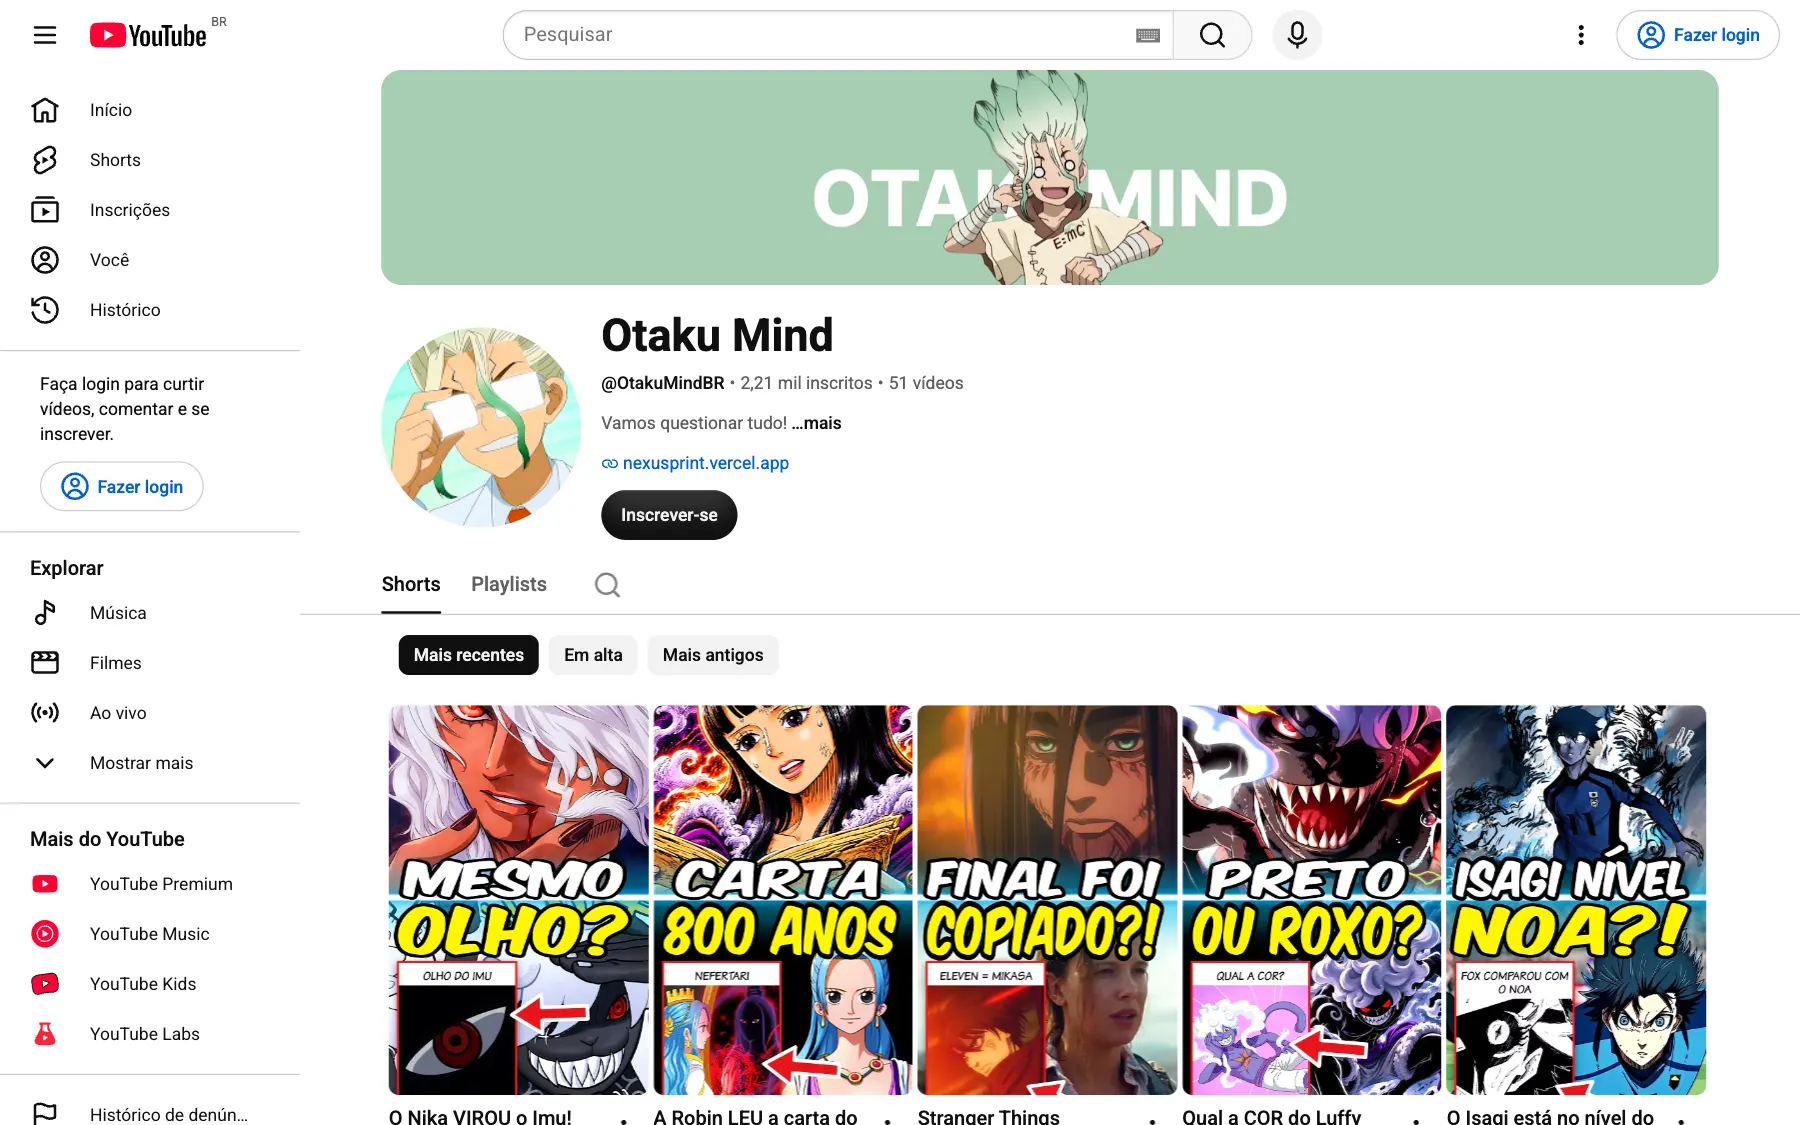 YouTube BR
Pesquisar
Fazer login
Início
Shorts
Inscrições
Você
Histórico
Faça login para curtir
vídeos, comentar e se
inscrever.
Fazer login
Explorar
Música
Filmes
Ao vivo
Mostrar mais
Mais do YouTube
YouTube Premium
YouTube Music
YouTube Kids
YouTube Labs
Histórico de denún...
OTAKU MIND
E=mc²
Otaku Mind
@OtakuMindBR • 2,21 mil inscritos • 51 vídeos
Vamos questionar tudo! ...mais
nexusprint.vercel.app
Inscrever-se
Shorts
Playlists
Mais recentes
Em alta
Mais antigos
MESMO
OLHO?
OLHO DO IMU
O Nika VIROU o Imu!
CARTA
800 ANOS
NEFERTARI
A Robin LEU a carta do
FINAL FOI
COPIADO?!
ELEVEN = MIKASA
Stranger Things
PRETO
OU ROXO?
QUAL A COR?
Qual a COR do Luffy
ISAGI NÍVEL
NOA?!
FOX COMPAROU COM
O NOA
O Isagi está no nível do